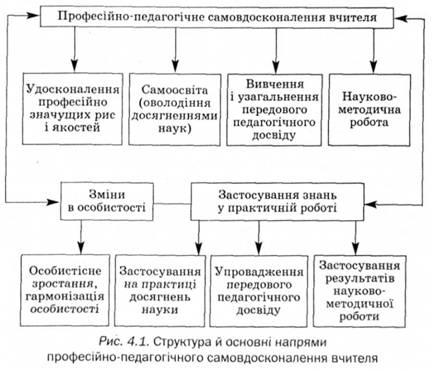 Професійно-педагогічне самовдосконалення вчителя
Удосконалення
професійно
значущих рис
і якостей
Самоосвіта
(оволодіння
досягненнями
наук)
Вивчення
і узагальнення
передового
педагогічного
досвіду
Науково-
методична
робота
Зміни
в особистості
Застосування знань
у практичній роботі
Особистісне
зростання,
гармонізація
особистості
Застосування
на практиці
досягнень
науки
Упровадження
передового
педагогічного
досвіду
Застосування
результатів
науково-
методичної
роботи
Рис. 4.1. Структура й основні напрями
професійно-педагогічного самовдосконалення вчителя